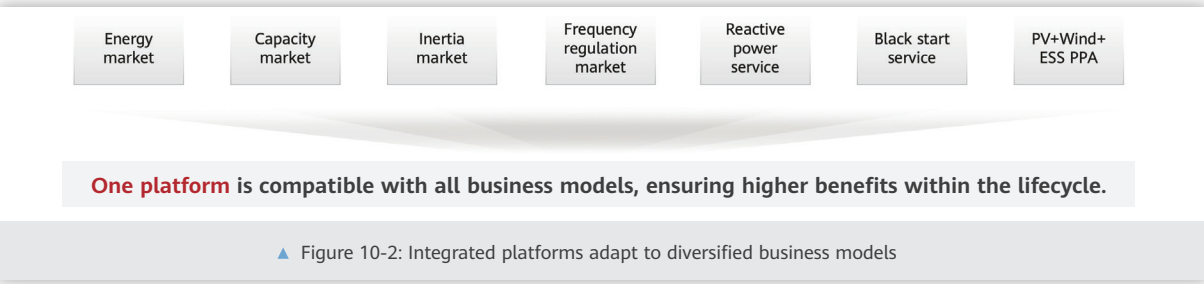 Energy
market
Capacity
market
Inertia
market
Frequency
regulation
market
Reactive
power
service
Black start
service
PV+Wind+
ESS PPA
One platform is compatible with all business models, ensuring higher benefits within the lifecycle.
▲ Figure 10-2: Integrated platforms adapt to diversified business models